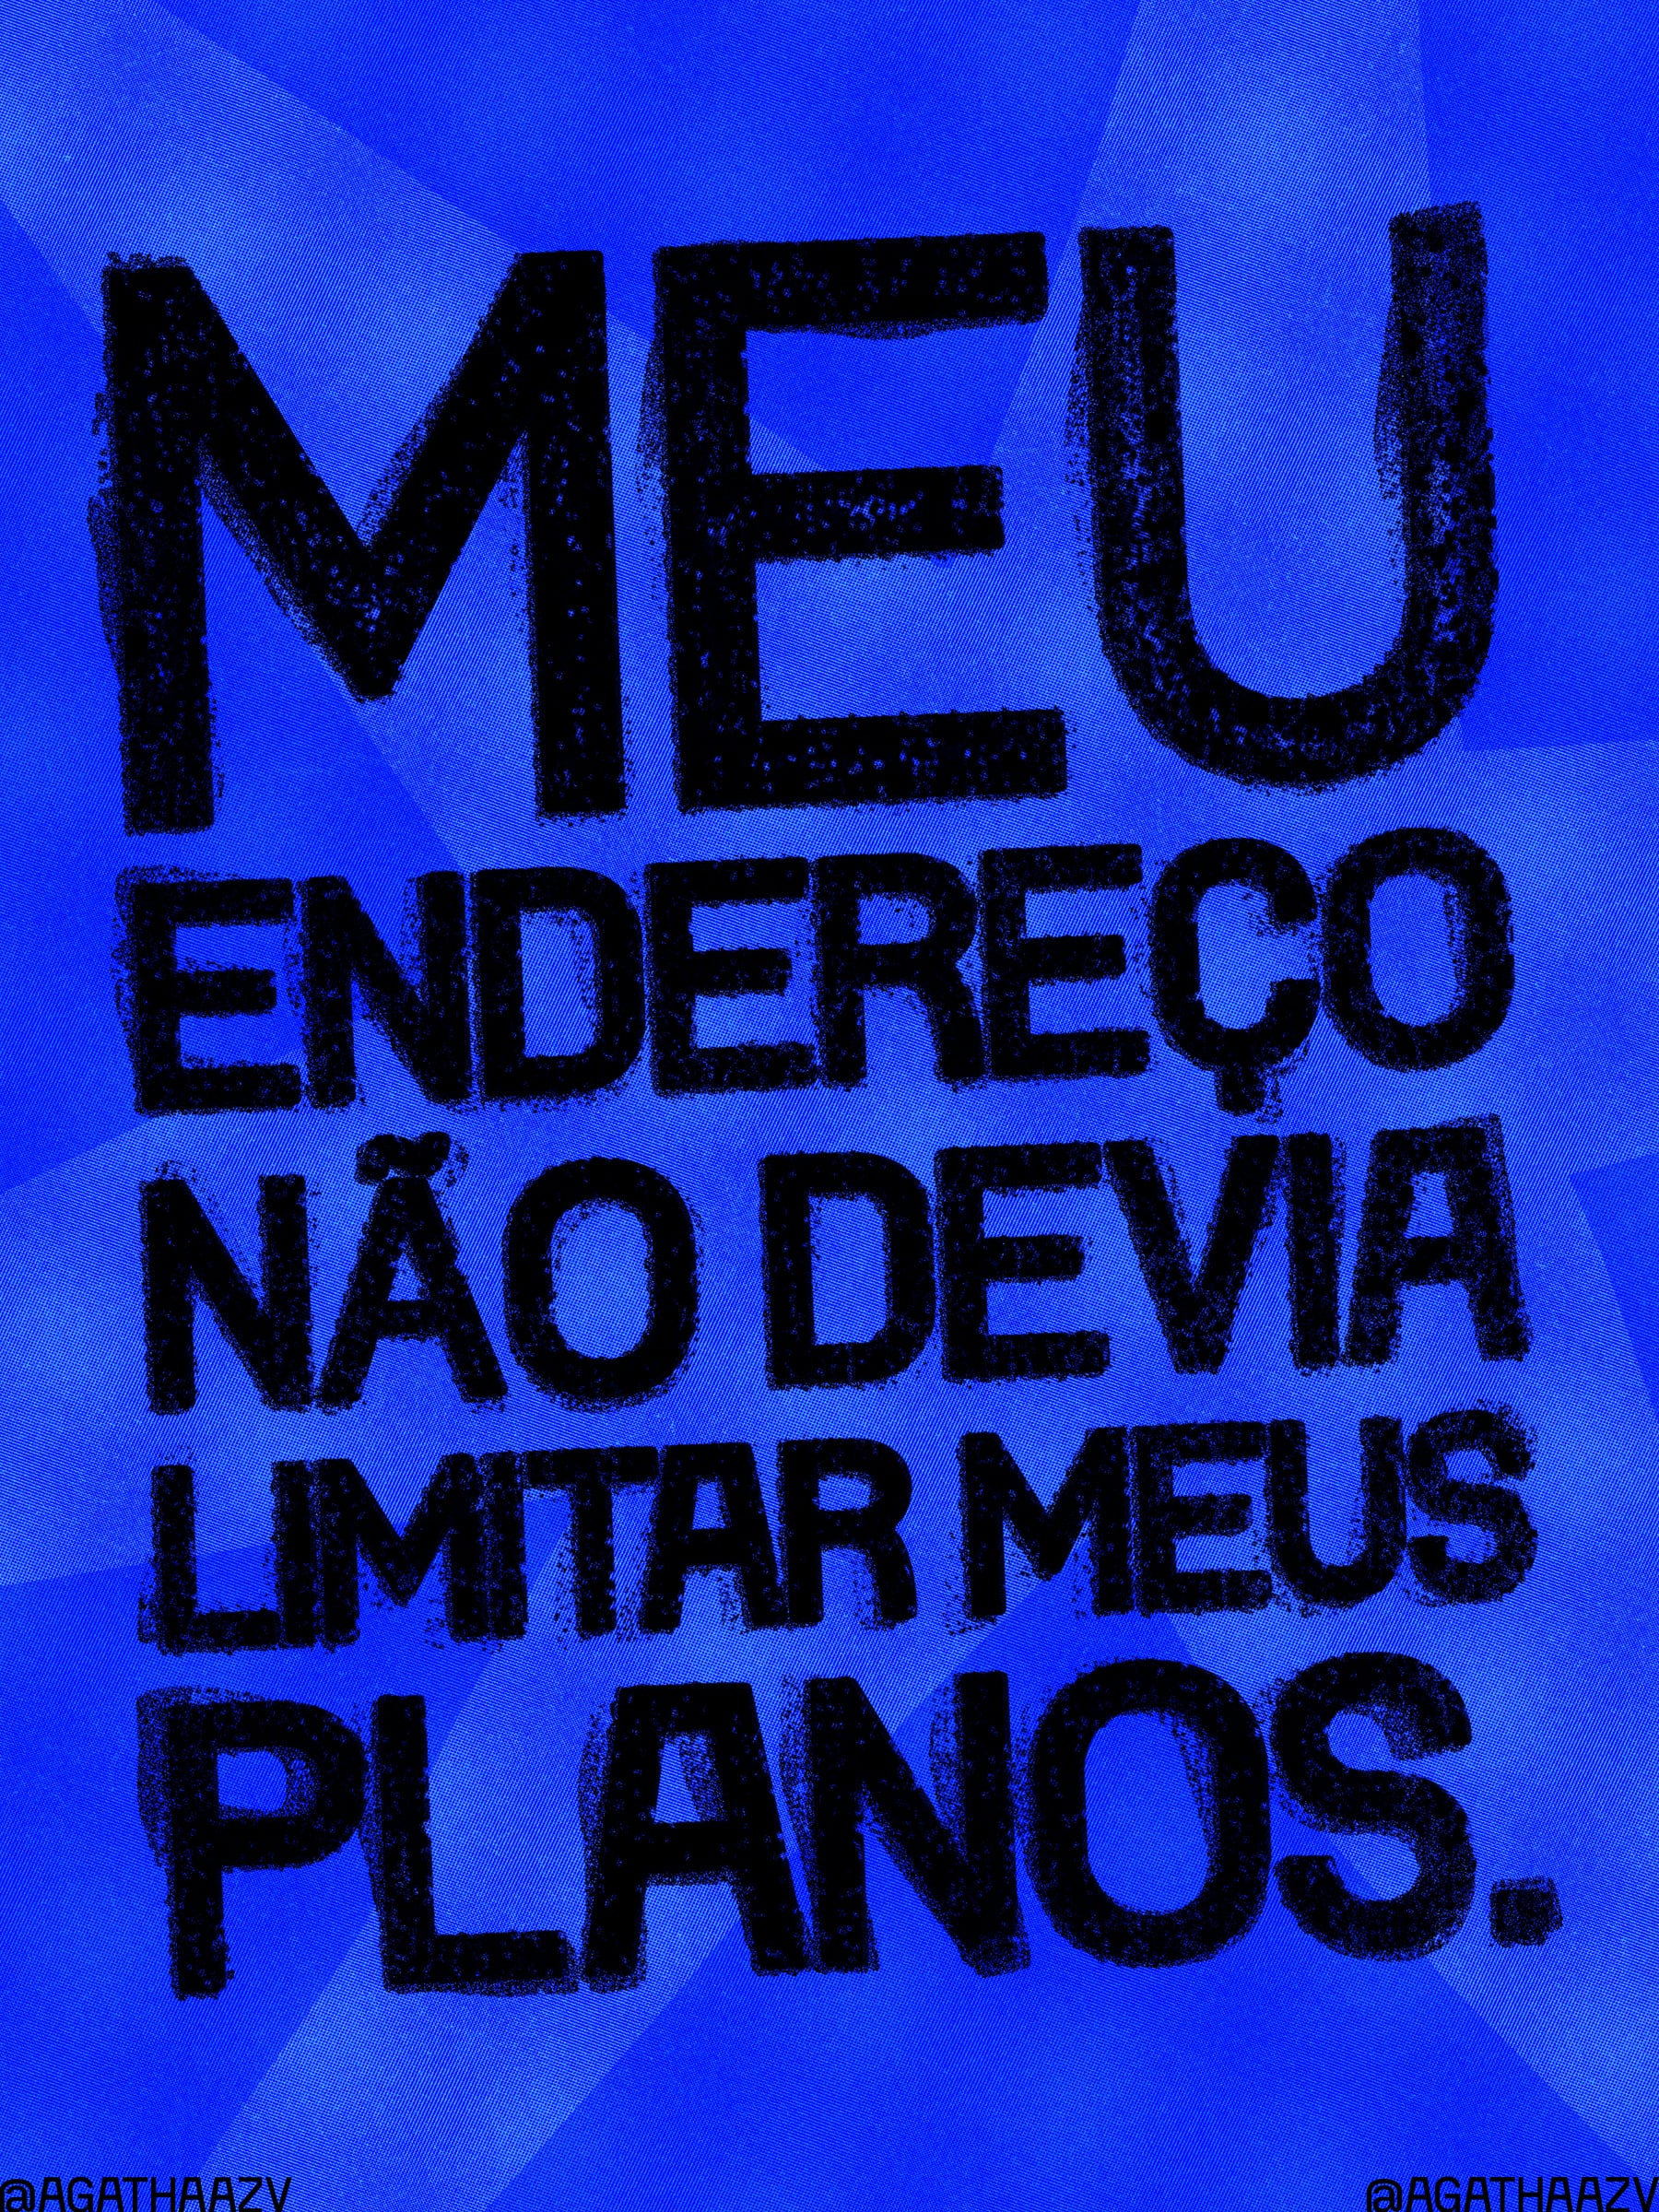 MEU
ENDEREÇO
NÃO DEVIA
LIMITAR MEUS
PLANOS.
@AGATHAAZV
@AGATHAAZV